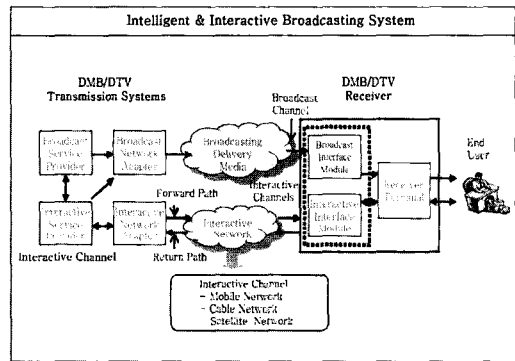 Intelligent & Interactive Broadcasting System
DMB/DTV
Transmission Systems
Broadcast
Channel
DMB/DTV
Receiver
Broadcast
Service
Provider
Broadcast
Network
Adapter
Broadcasting
Delivery
Media
Broadcast
Interface
Module
End
User
Forward Path
Interactive
Channels
Receiver
Terminal
Interactive
Service
Provider
Interactive
Network
Adapter
Interactive
Network
Interactive
Interface
Module
Interactive Channel
Return Path
Interactive Channel
- Mobile Network
- Cable Network
Satellite Network